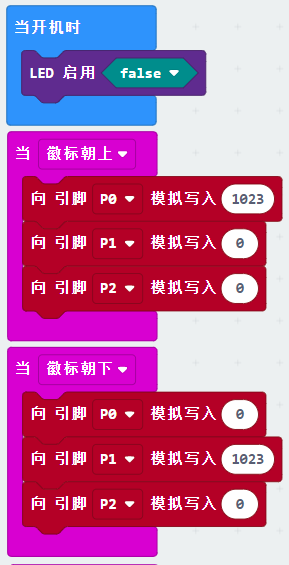 当开机时
LED 启用 false
当 徽标朝上
向 引脚 P0 模拟写入 1023
向 引脚 P1 模拟写入 0
向 引脚 P2 模拟写入 0
当 徽标朝下
向 引脚 P0 模拟写入 0
向 引脚 P1 模拟写入 1023
向 引脚 P2 模拟写入 0